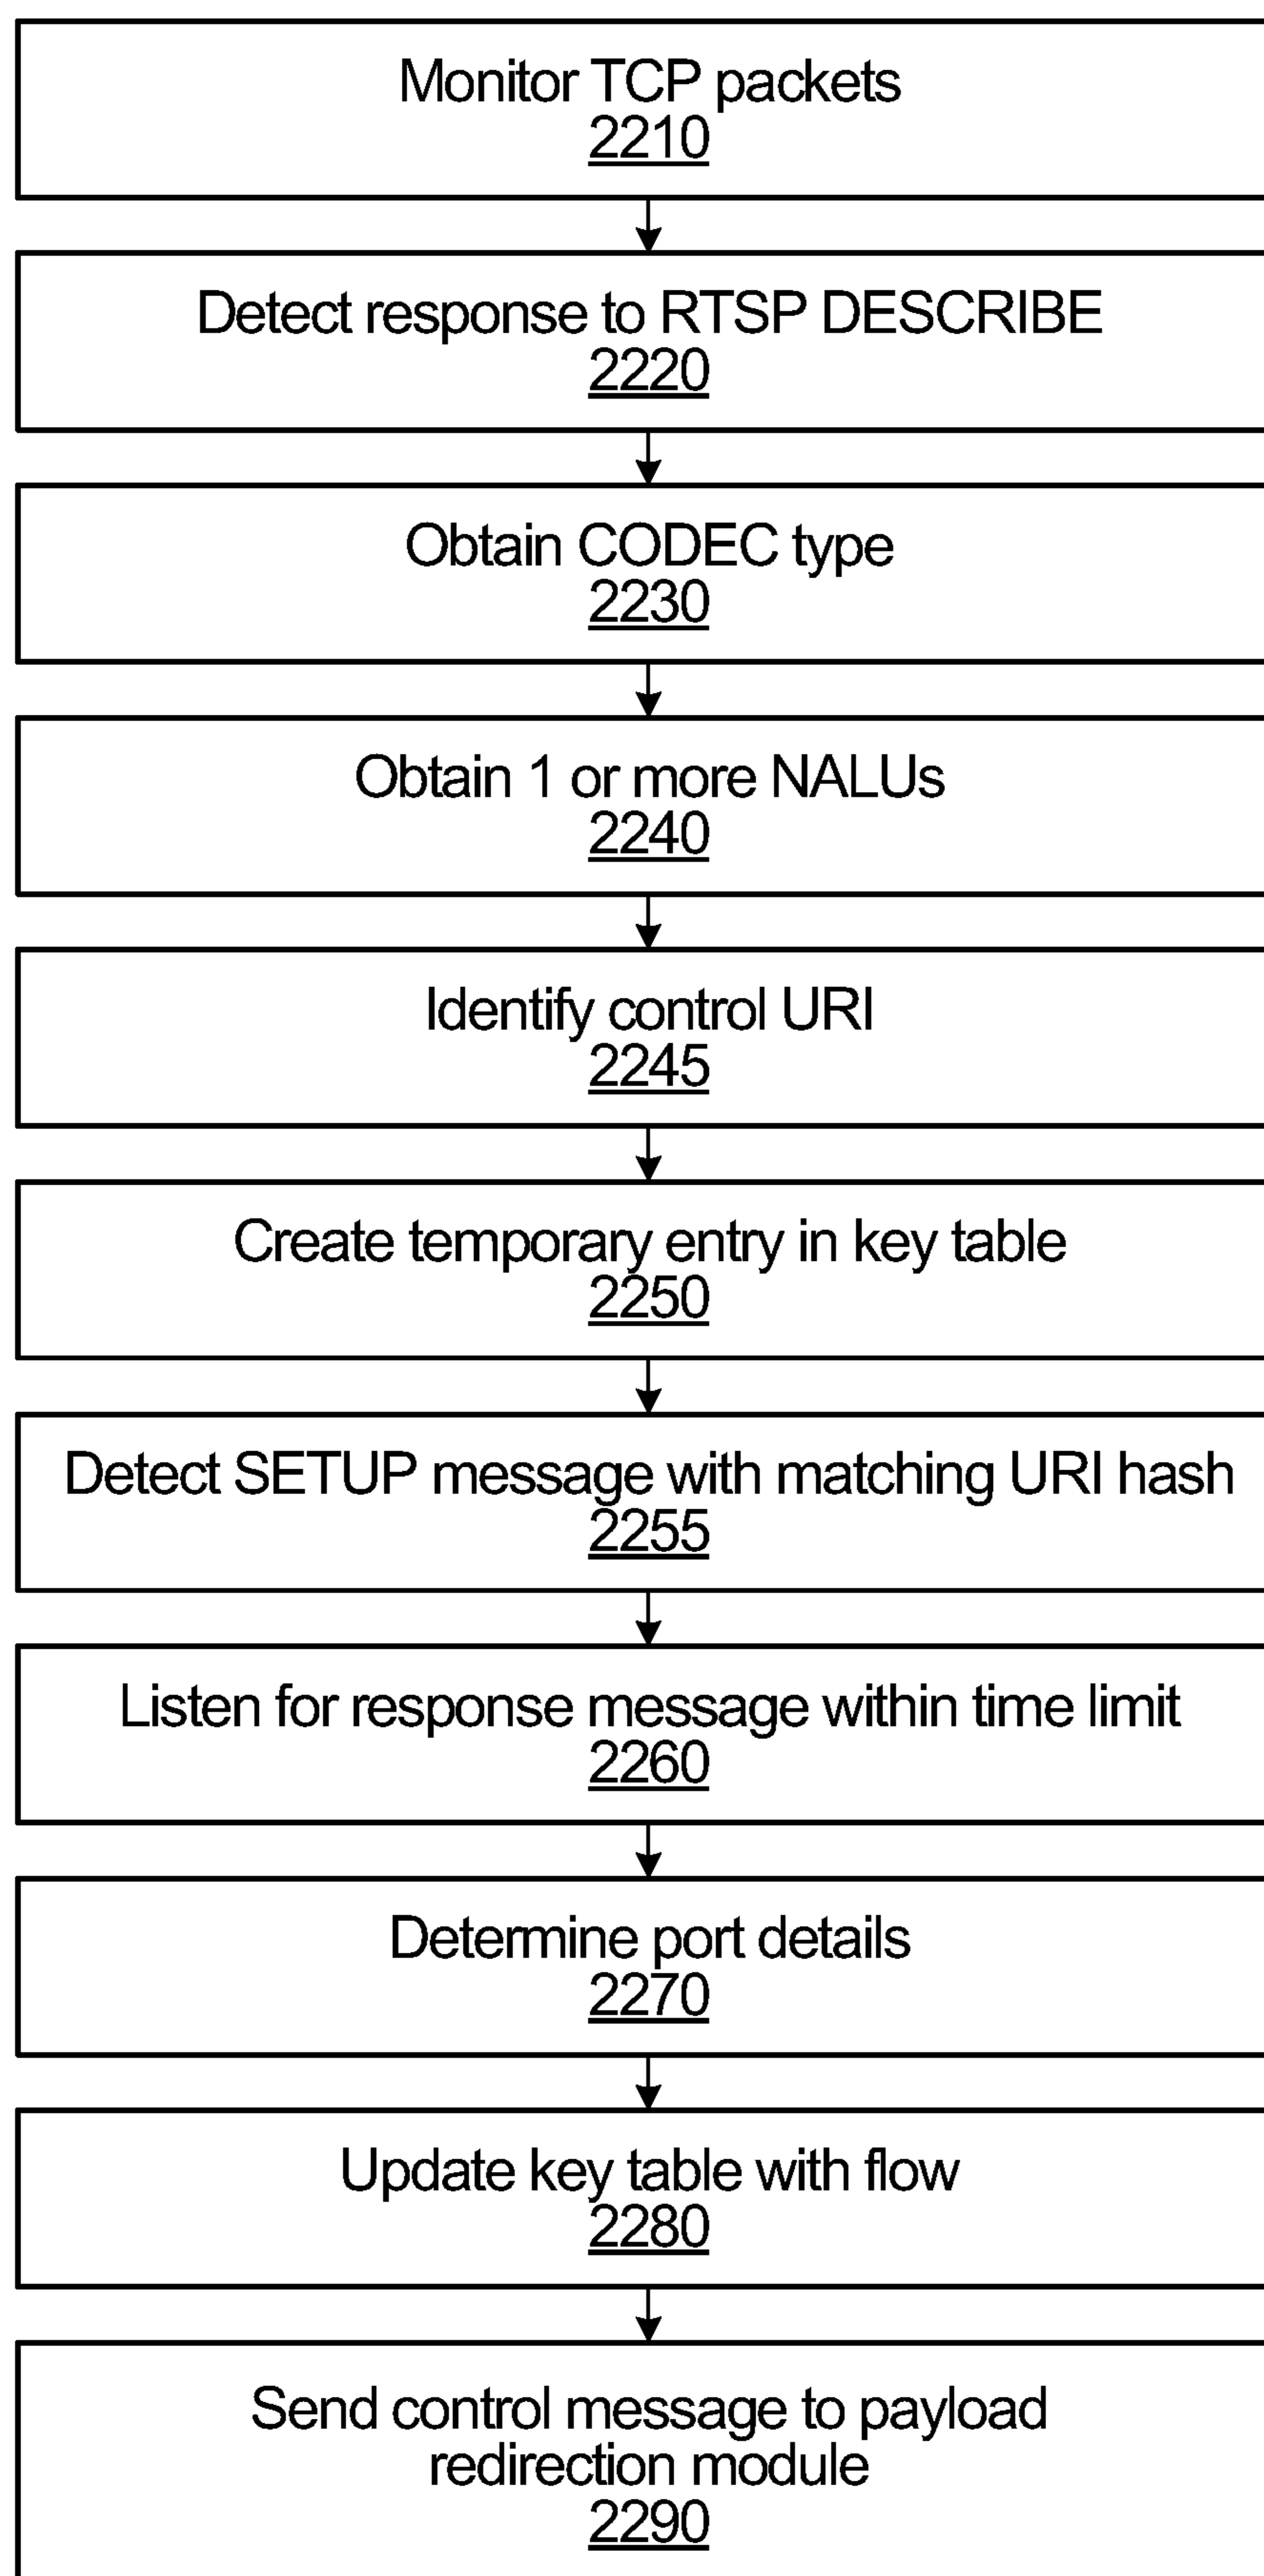 Monitor TCP packets
2210
Detect response to RTSP DESCRIBE
2220
Obtain CODEC type
2230
Obtain 1 or more NALUs
2240
Identify control URI
2245
Create temporary entry in key table
2250
Detect SETUP message with matching URI hash
2255
Listen for response message within time limit
2260
Determine port details
2270
Update key table with flow
2280
Send control message to payload
redirection module
2290